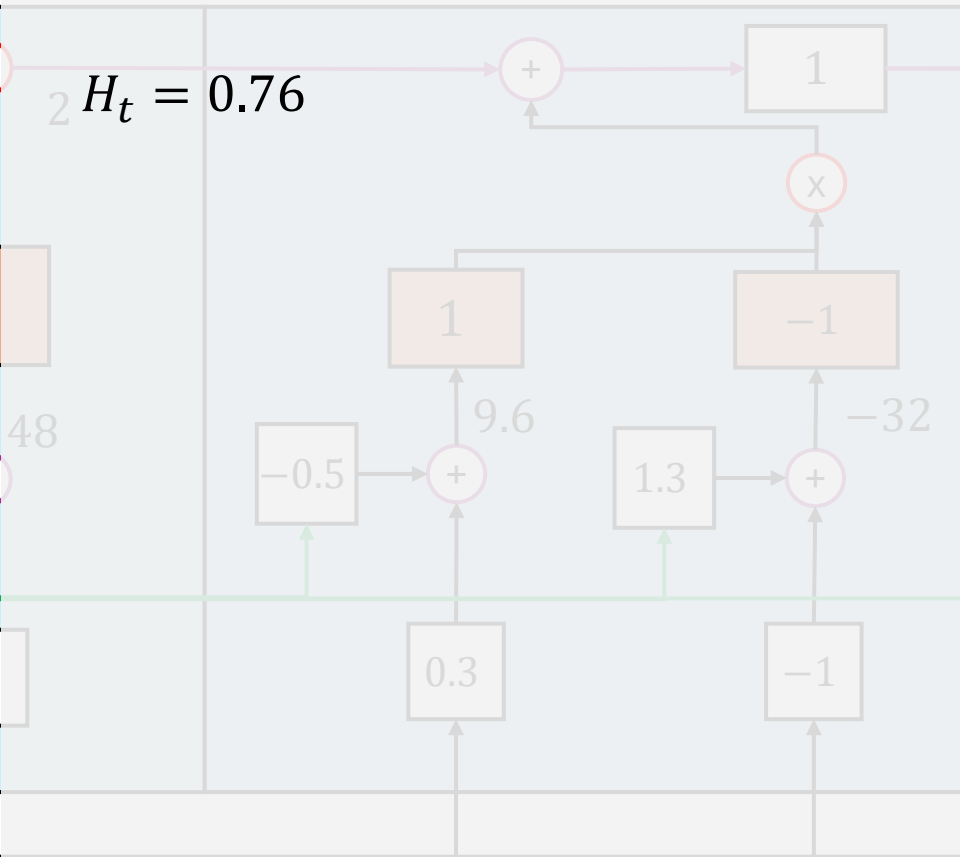 + 1
2 H_t = 0.76
x
1 −1
48 9.6 −32
−0.5 + 1.3 +
0.3 −1